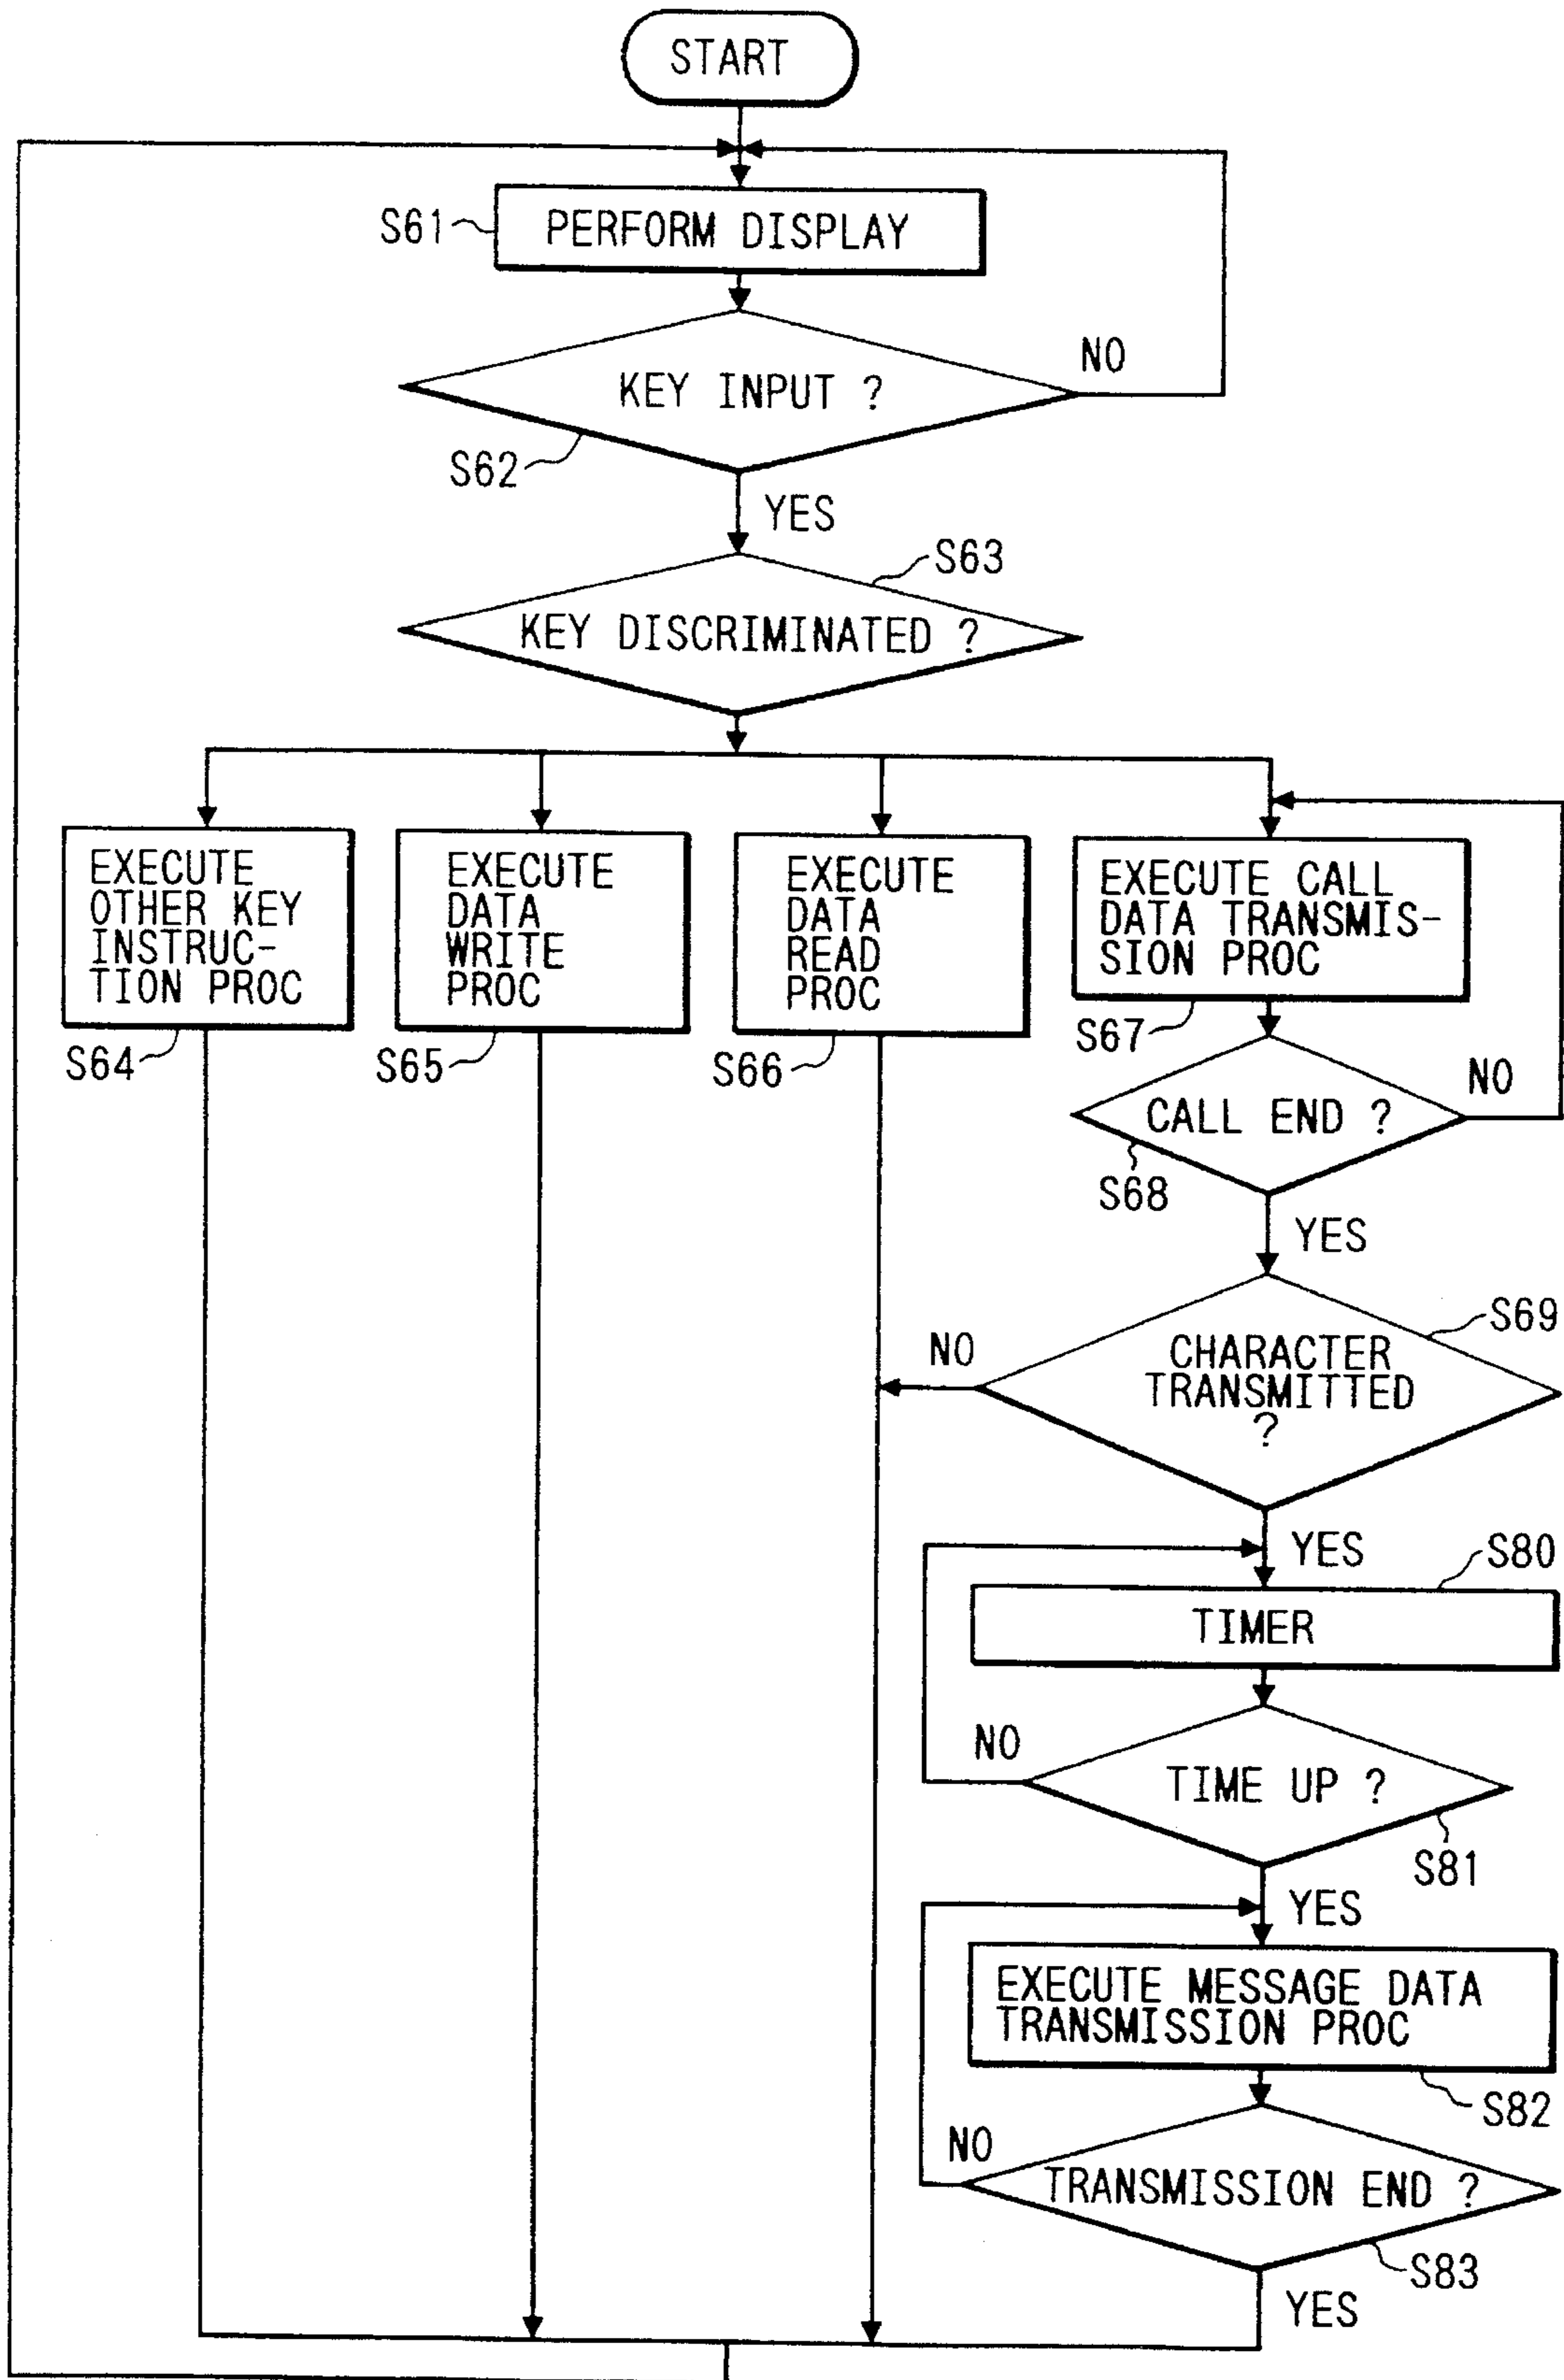 START
S61
PERFORM DISPLAY
NO
KEY INPUT ?
S62
YES
S63
KEY DISCRIMINATED ?
EXECUTE
OTHER KEY
INSTRUC-
TION PROC
S64
EXECUTE
DATA
WRITE
PROC
S65
EXECUTE
DATA
READ
PROC
S66
EXECUTE CALL
DATA TRANSMIS-
SION PROC
S67
NO
CALL END ?
S68
YES
S69
NO
CHARACTER
TRANSMITTED
?
YES
S80
TIMER
NO
TIME UP ?
S81
YES
EXECUTE MESSAGE DATA
TRANSMISSION PROC
S82
NO
TRANSMISSION END ?
S83
YES